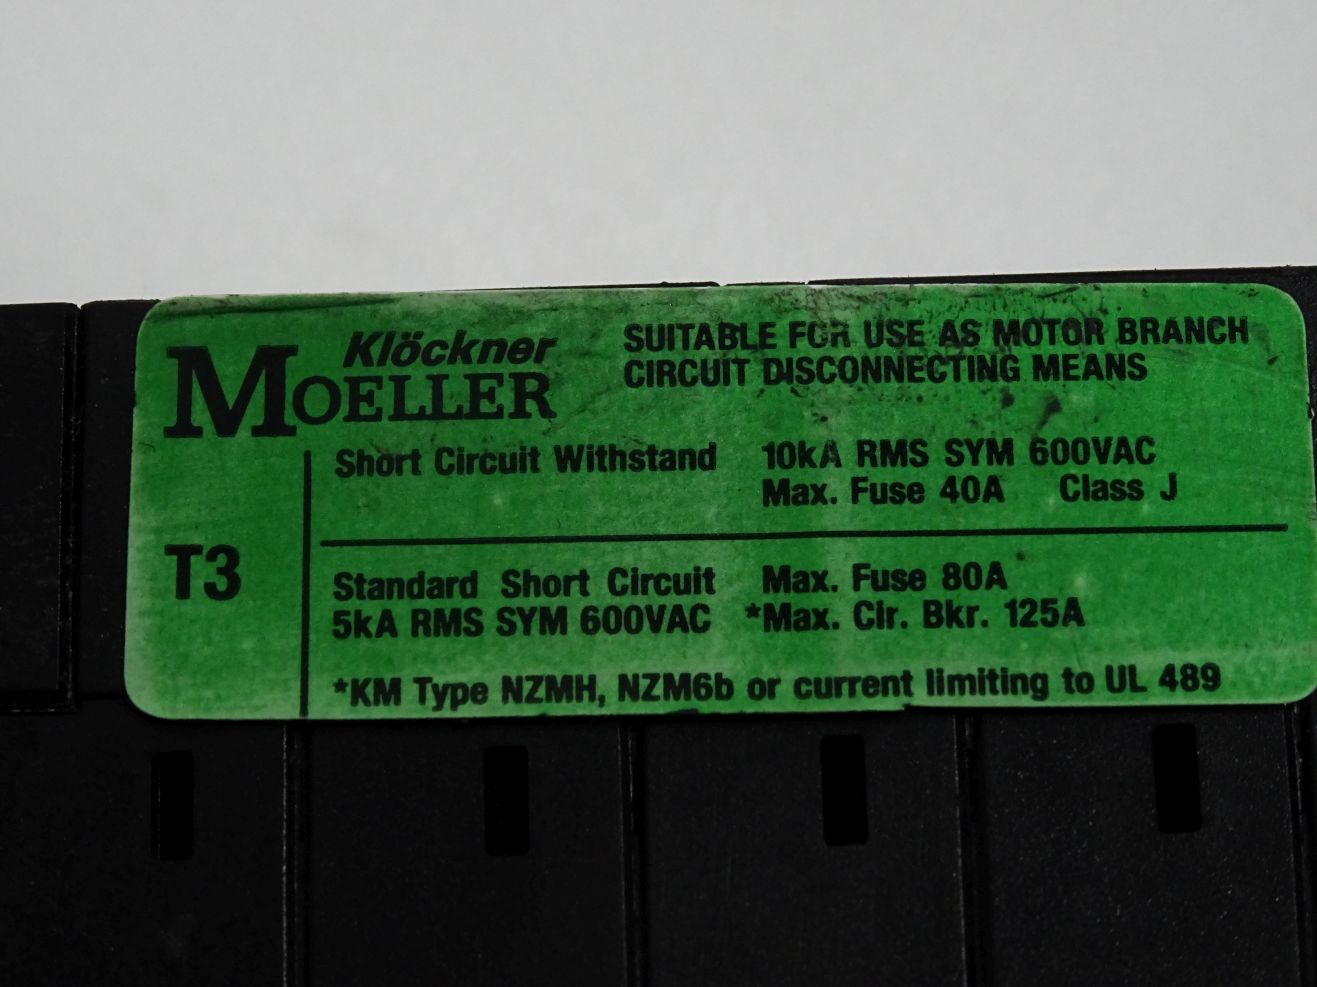 Klöckner
MOELLER
SUITABLE FOR USE AS MOTOR BRANCH
CIRCUIT DISCONNECTING MEANS
Short Circuit Withstand 10kA RMS SYM 600VAC
Max. Fuse 40A Class J
T3
Standard Short Circuit Max. Fuse 80A
5kA RMS SYM 600VAC *Max. Cir. Bkr. 125A
*KM Type NZMH, NZM6b or current limiting to UL 489